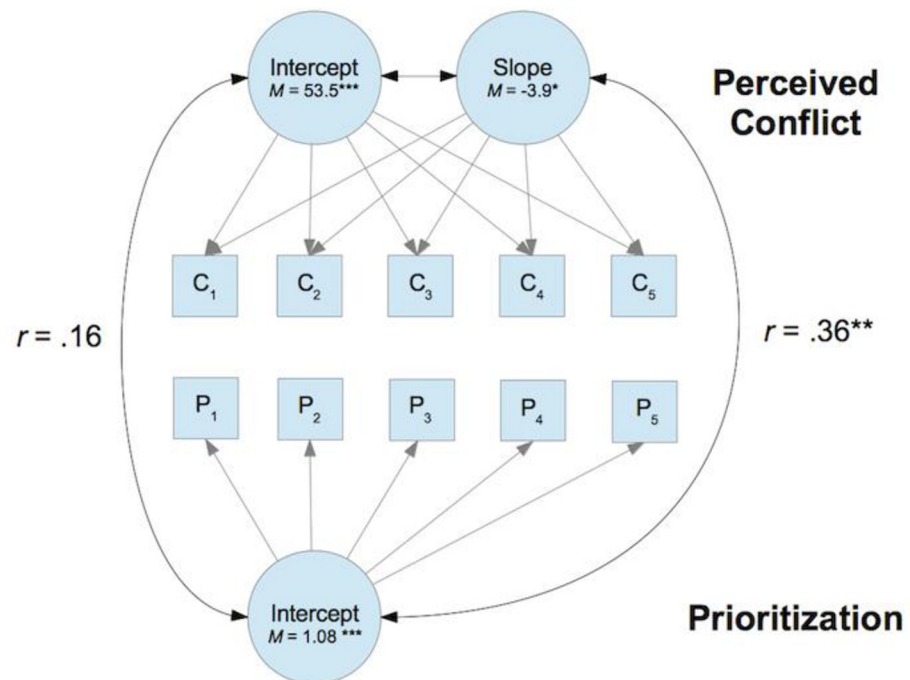 Intercept
M = 53.5***
Slope
M = -3.9*
Perceived
Conflict
C1
C2
C3
C4
C5
r = .16
r = .36**
P1
P2
P3
P4
P5
Intercept
M = 1.08 ***
Prioritization